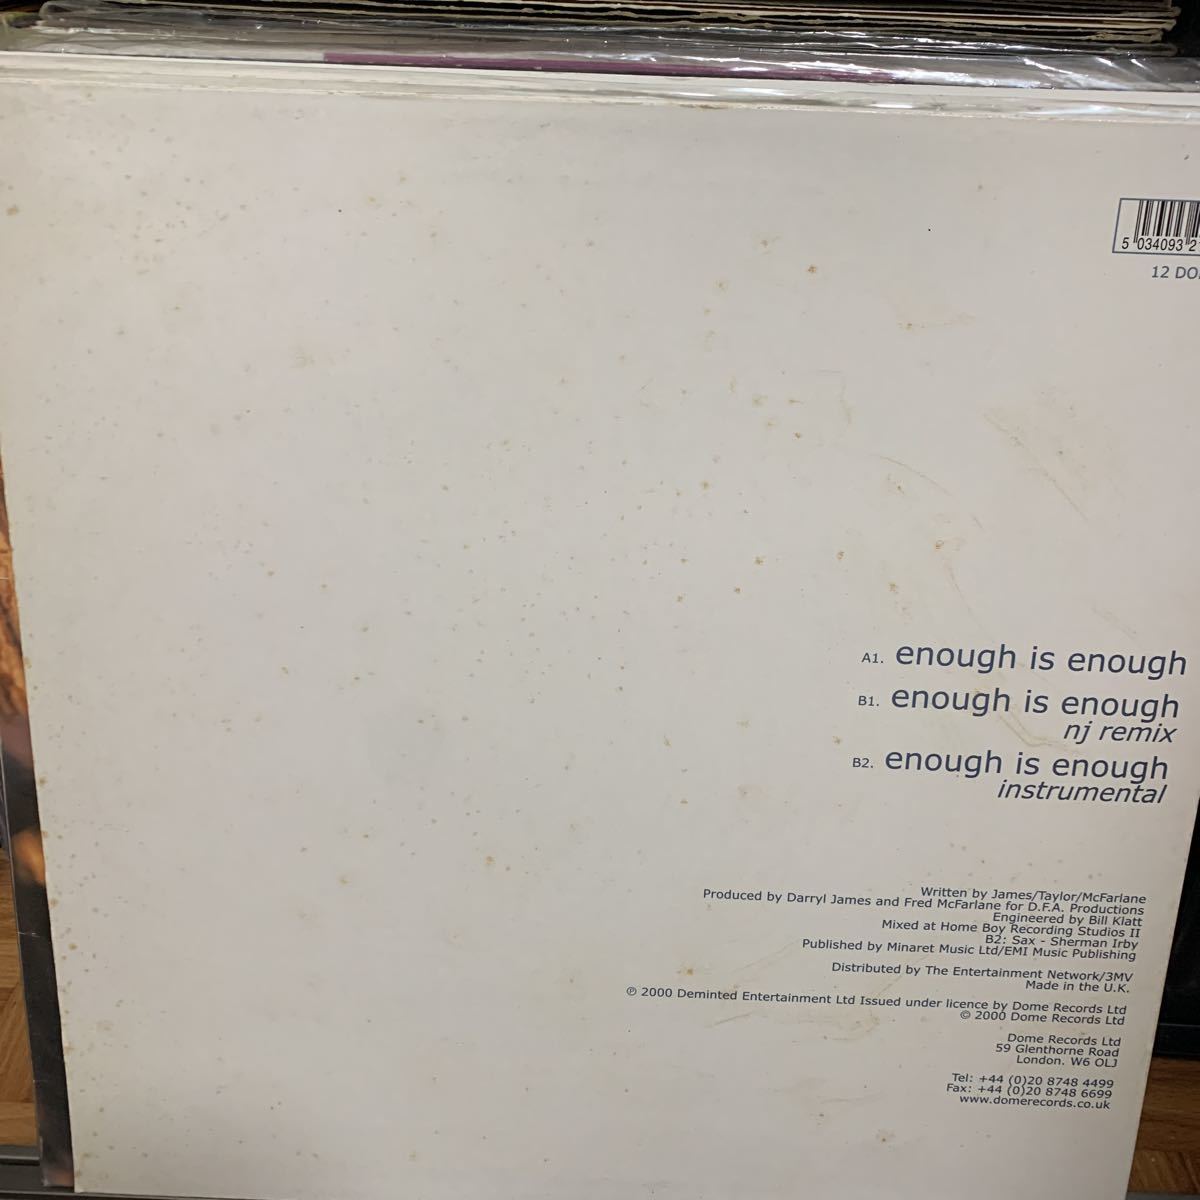 5 034093 2
12 DO
A1. enough is enough
B1. enough is enough
nj remix
B2. enough is enough
instrumental
Written by James/Taylor/McFarlane
Produced by Darryl James and Fred McFarlane for D.F.A. Productions
Engineered by Bill Klatt
Mixed at Home Boy Recording Studios II
B2: Sax - Sherman Irby
Published by Minaret Music Ltd/EMI Music Publishing
Distributed by The Entertainment Network/3MV
Made in the U.K.
℗ 2000 Deminted Entertainment Ltd Issued under licence by Dome Records Ltd
© 2000 Dome Records Ltd
Dome Records Ltd
59 Glenthorne Road
London. W6 OLJ
Tel: +44 (0)20 8748 4499
Fax: +44 (0)20 8748 6699
www.domerecords.co.uk